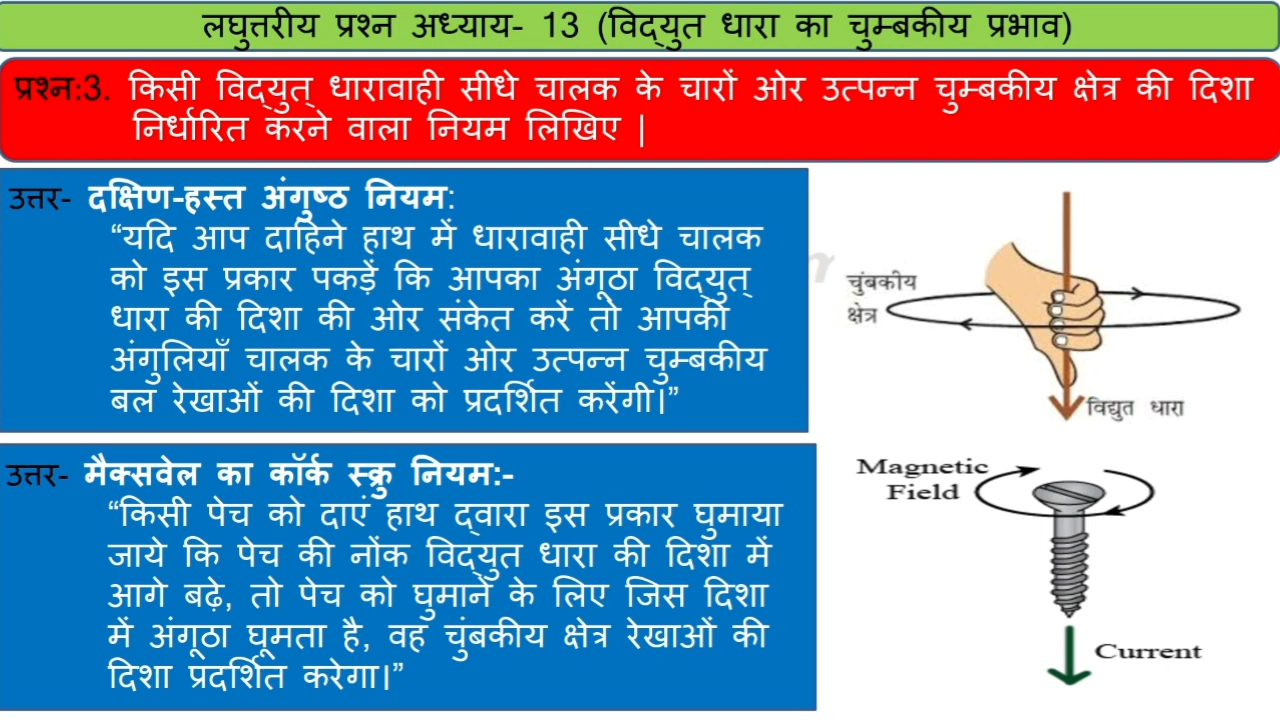 लघुत्तरीय प्रश्न अध्याय- 13 (विद्युत धारा का चुम्बकीय प्रभाव)
प्रश्न:3. किसी विद्युत् धारावाही सीधे चालक के चारों ओर उत्पन्न चुम्बकीय क्षेत्र की दिशा
निर्धारित करने वाला नियम लिखिए |
उत्तर- दक्षिण-हस्त अंगुष्ठ नियम:
“यदि आप दाहिने हाथ में धारावाही सीधे चालक
को इस प्रकार पकड़ें कि आपका अंगूठा विद्युत्
धारा की दिशा की ओर संकेत करें तो आपकी
अंगुलियाँ चालक के चारों ओर उत्पन्न चुम्बकीय
बल रेखाओं की दिशा को प्रदर्शित करेंगी।”
चुंबकीय
क्षेत्र
विद्युत धारा
उत्तर- मैक्सवेल का कॉर्क स्क्रु नियम:-
“किसी पेच को दाएं हाथ द्वारा इस प्रकार घुमाया
जाये कि पेच की नोंक विद्युत धारा की दिशा में
आगे बढ़े, तो पेच को घुमाने के लिए जिस दिशा
में अंगूठा घूमता है, वह चुंबकीय क्षेत्र रेखाओं की
दिशा प्रदर्शित करेगा।”
Magnetic
Field
Current